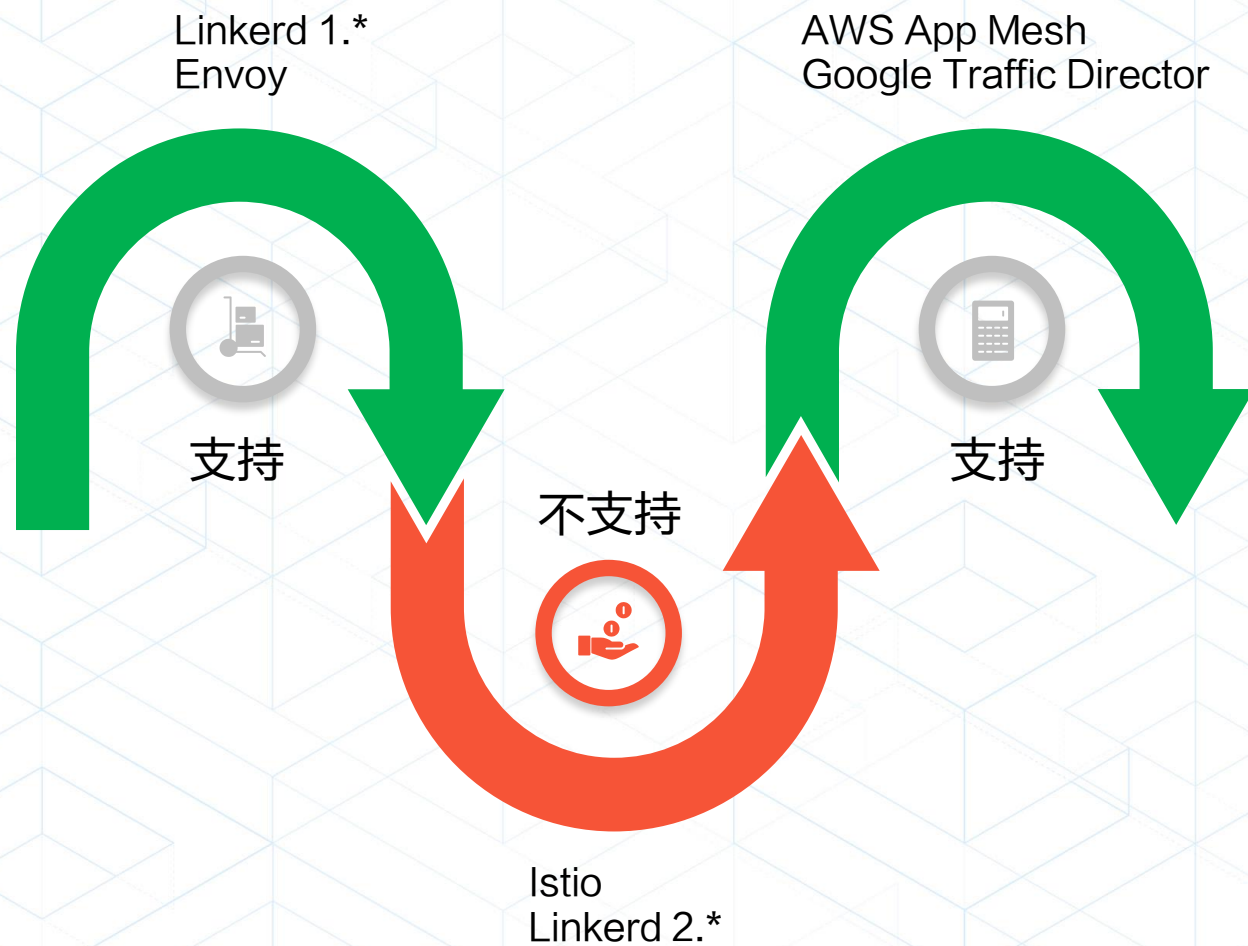 Linkerd 1.*
Envoy
支持
不支持
Istio
Linkerd 2.*
AWS App Mesh
Google Traffic Director
支持